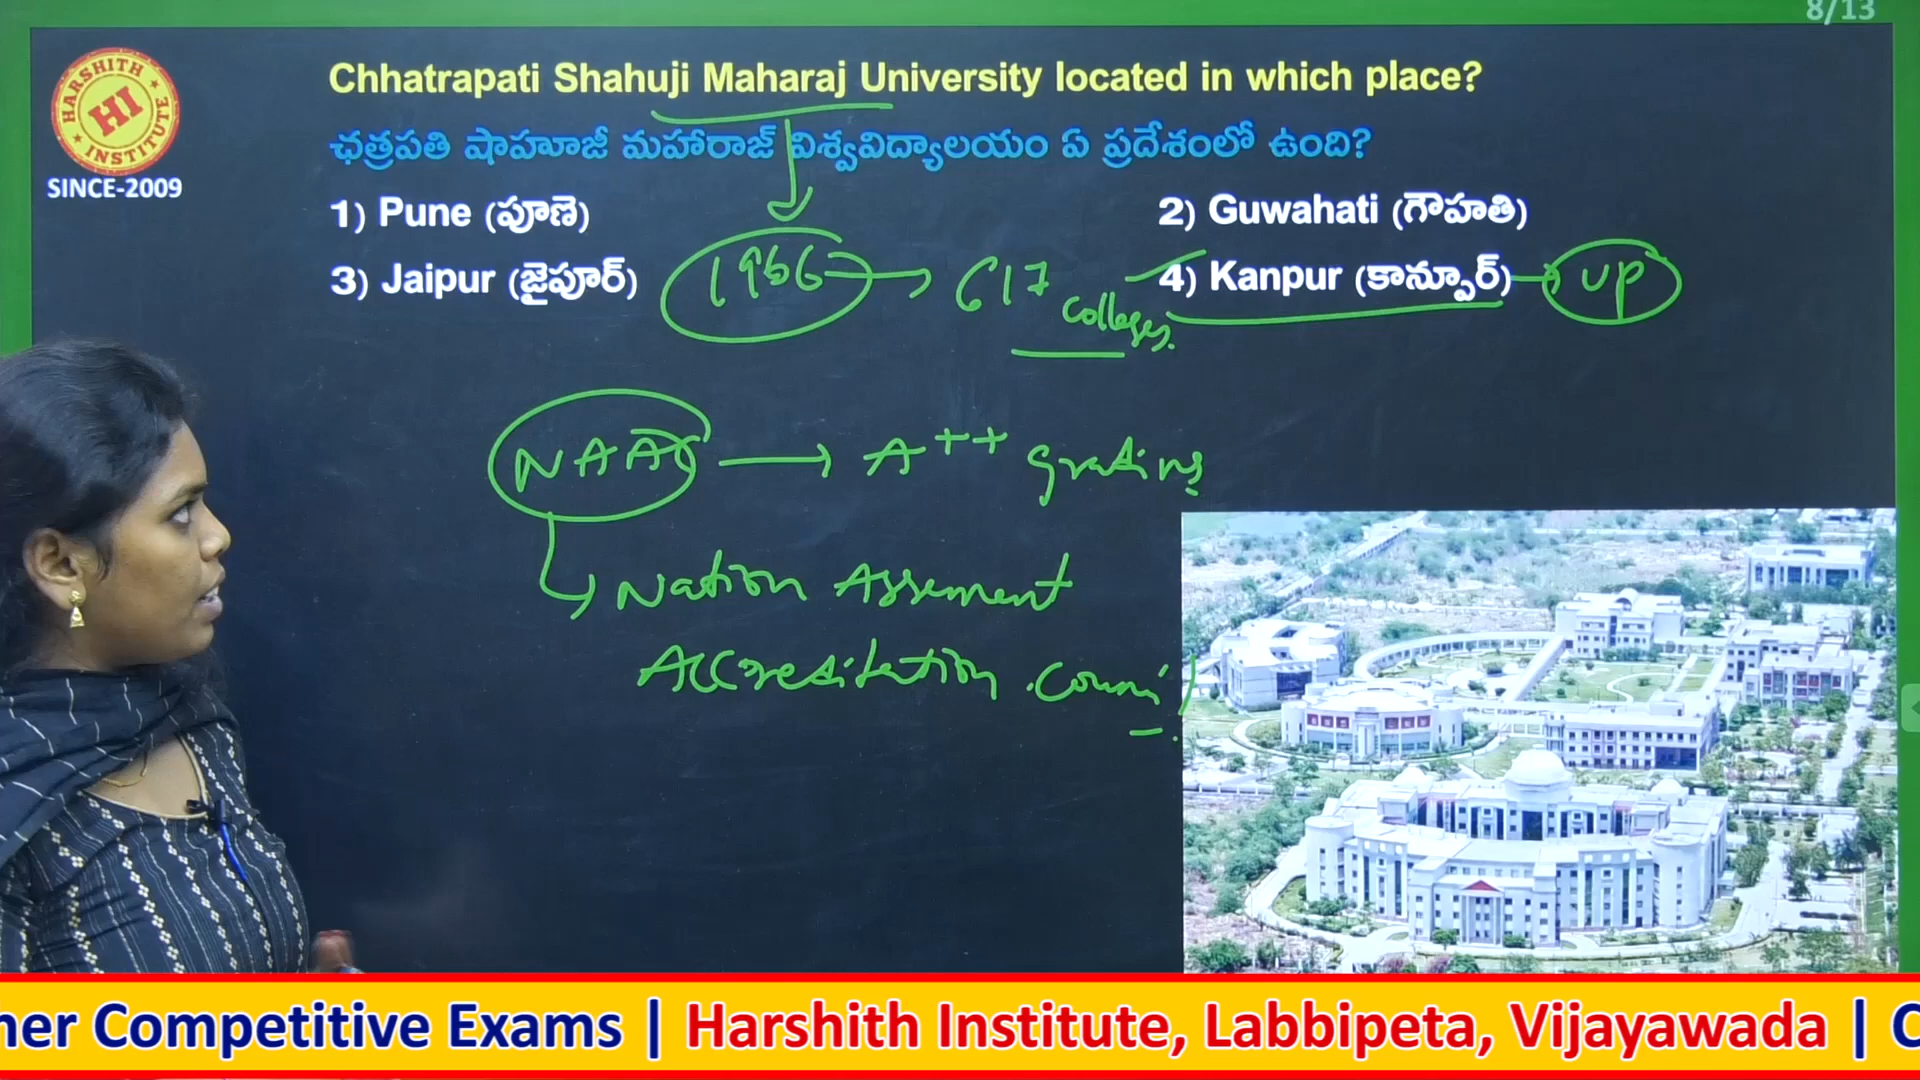 8/13
HARSHITH
HI
INSTITUTE
SINCE-2009
Chhatrapati Shahuji Maharaj University located in which place?
ఛత్రపతి షాహూజీ మహారాజ్ విశ్వవిద్యాలయం ఏ ప్రదేశంలో ఉంది?
1) Pune (పూణె)
2) Guwahati (గౌహతి)
3) Jaipur (జైపూర్)
4) Kanpur (కాన్పూర్)
UP
1966
617 colleges.
NAAC
A++ grating
Nation Assement
Accreditation Council
her Competitive Exams | Harshith Institute, Labbipeta, Vijayawada | C